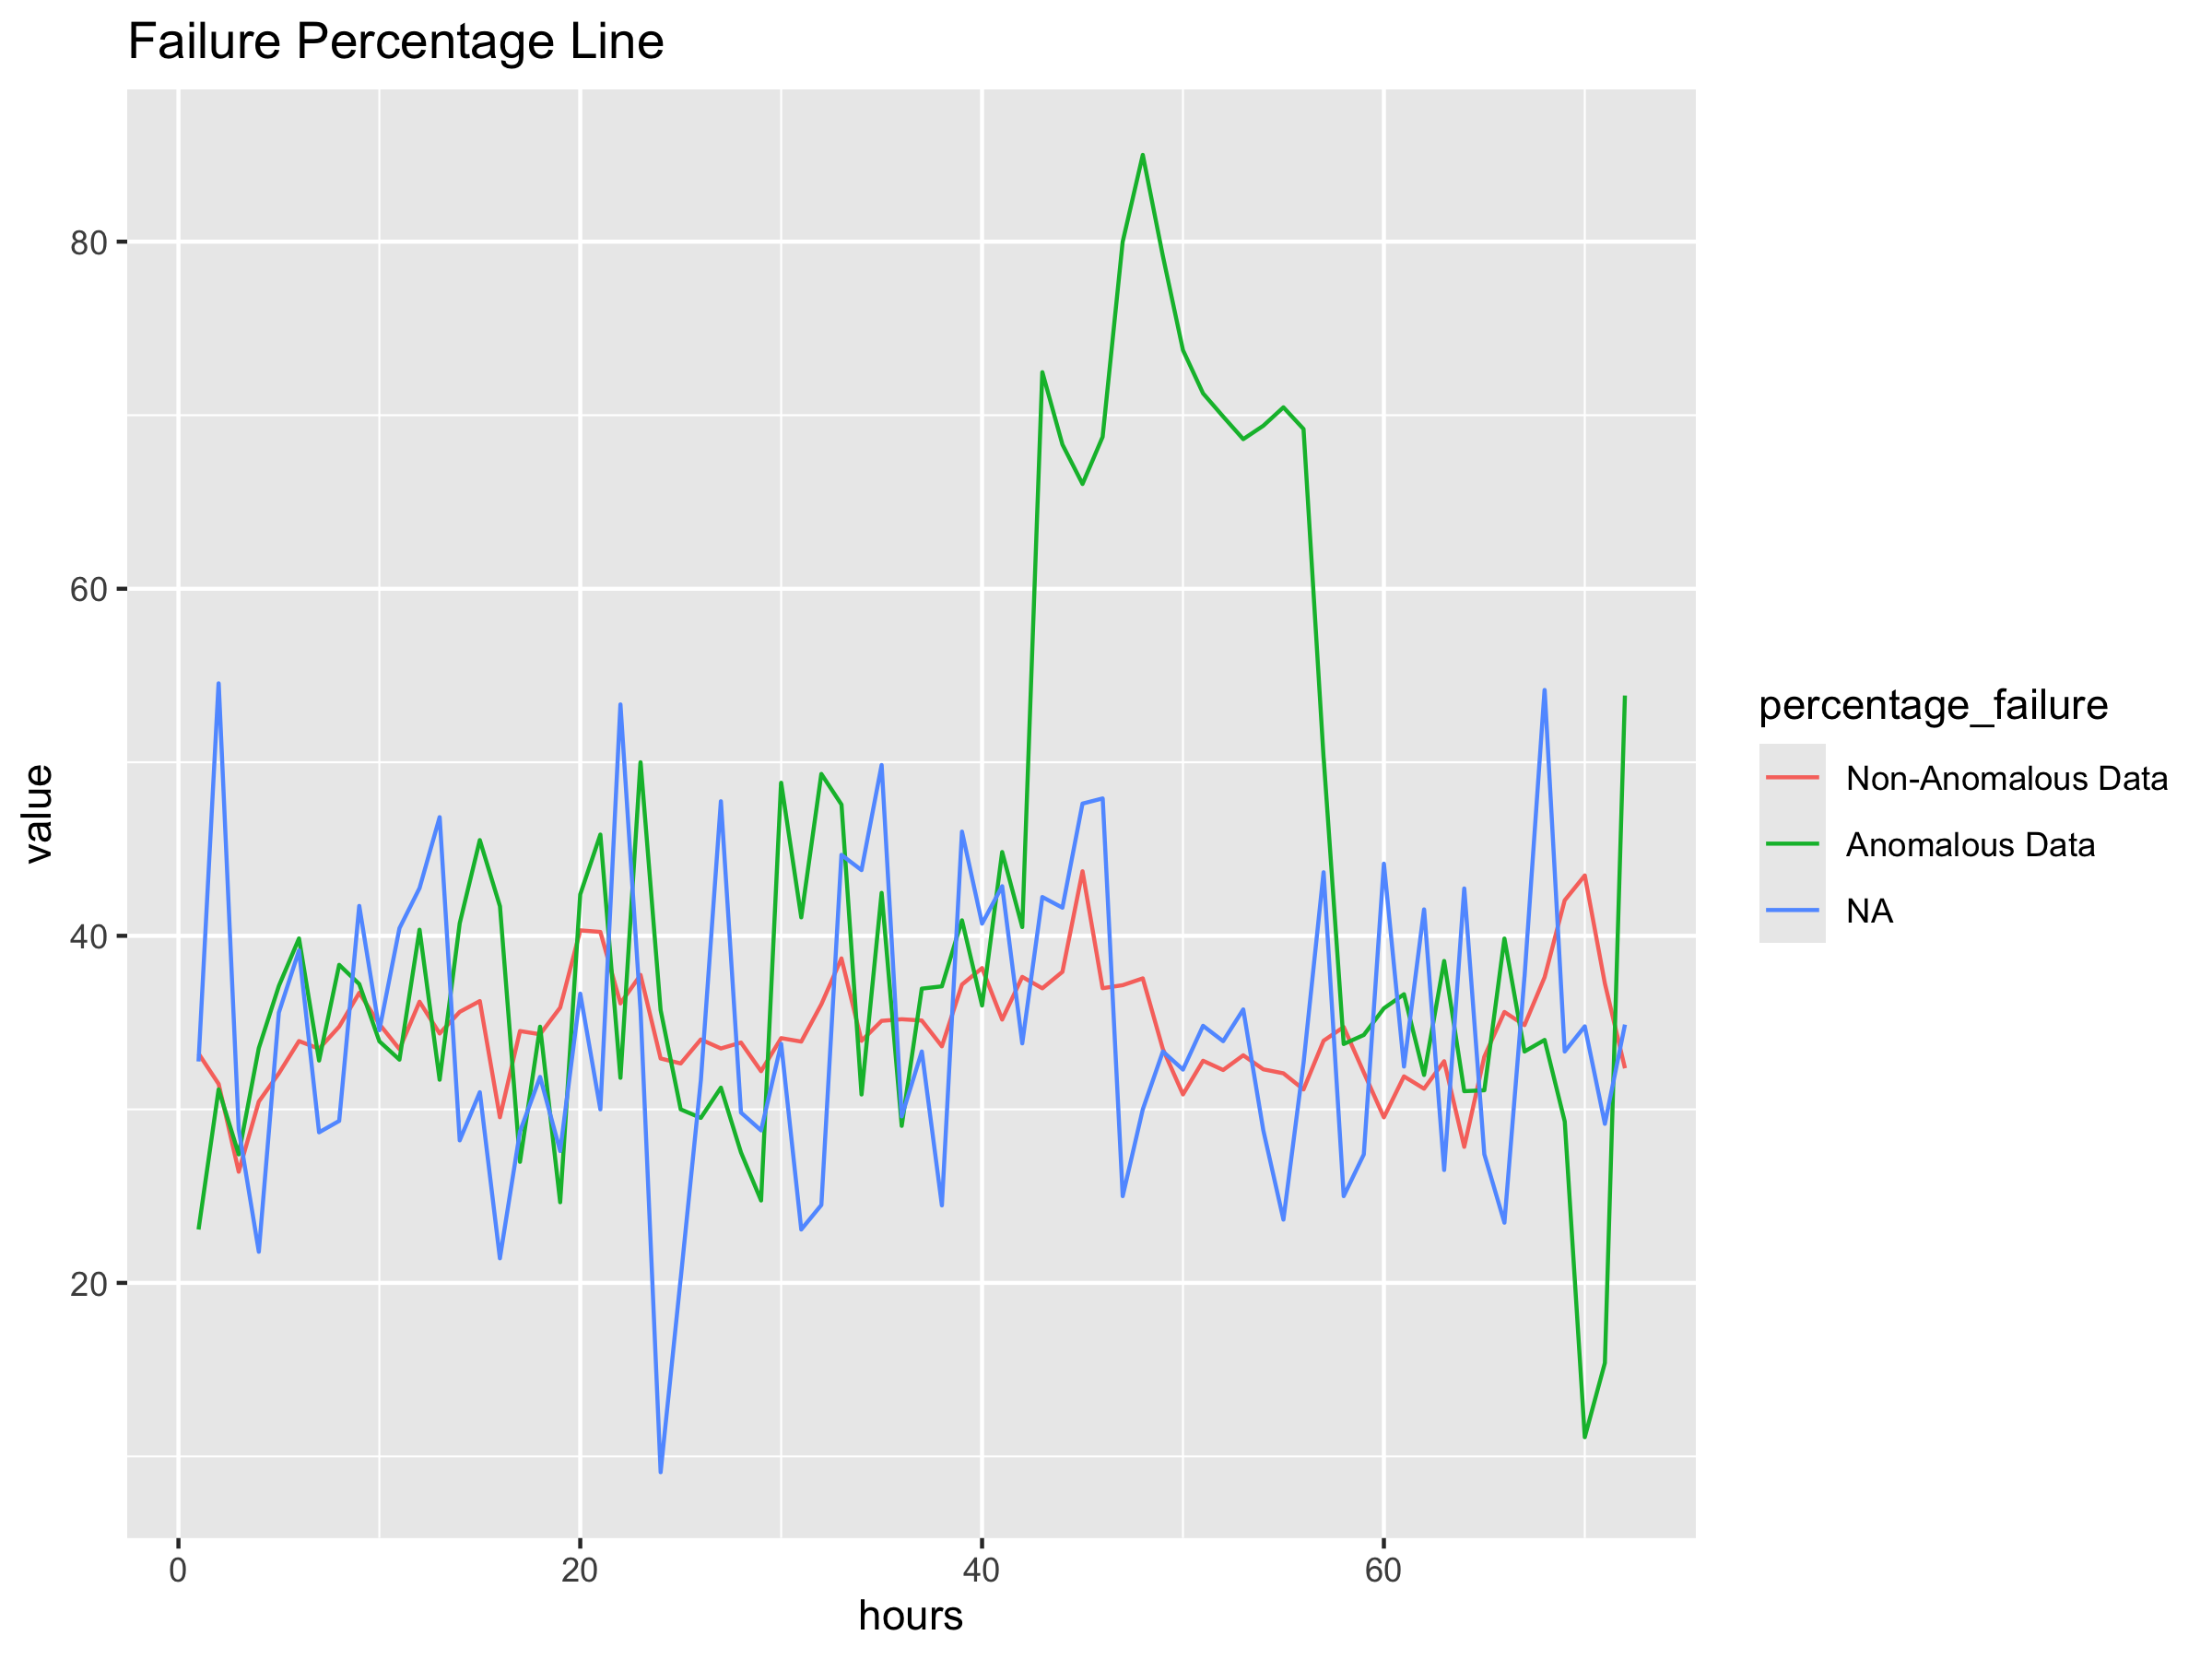 Failure Percentage Line
value
80
60
40
20
0
20
40
60
hours
percentage_failure
Non-Anomalous Data
Anomalous Data
NA